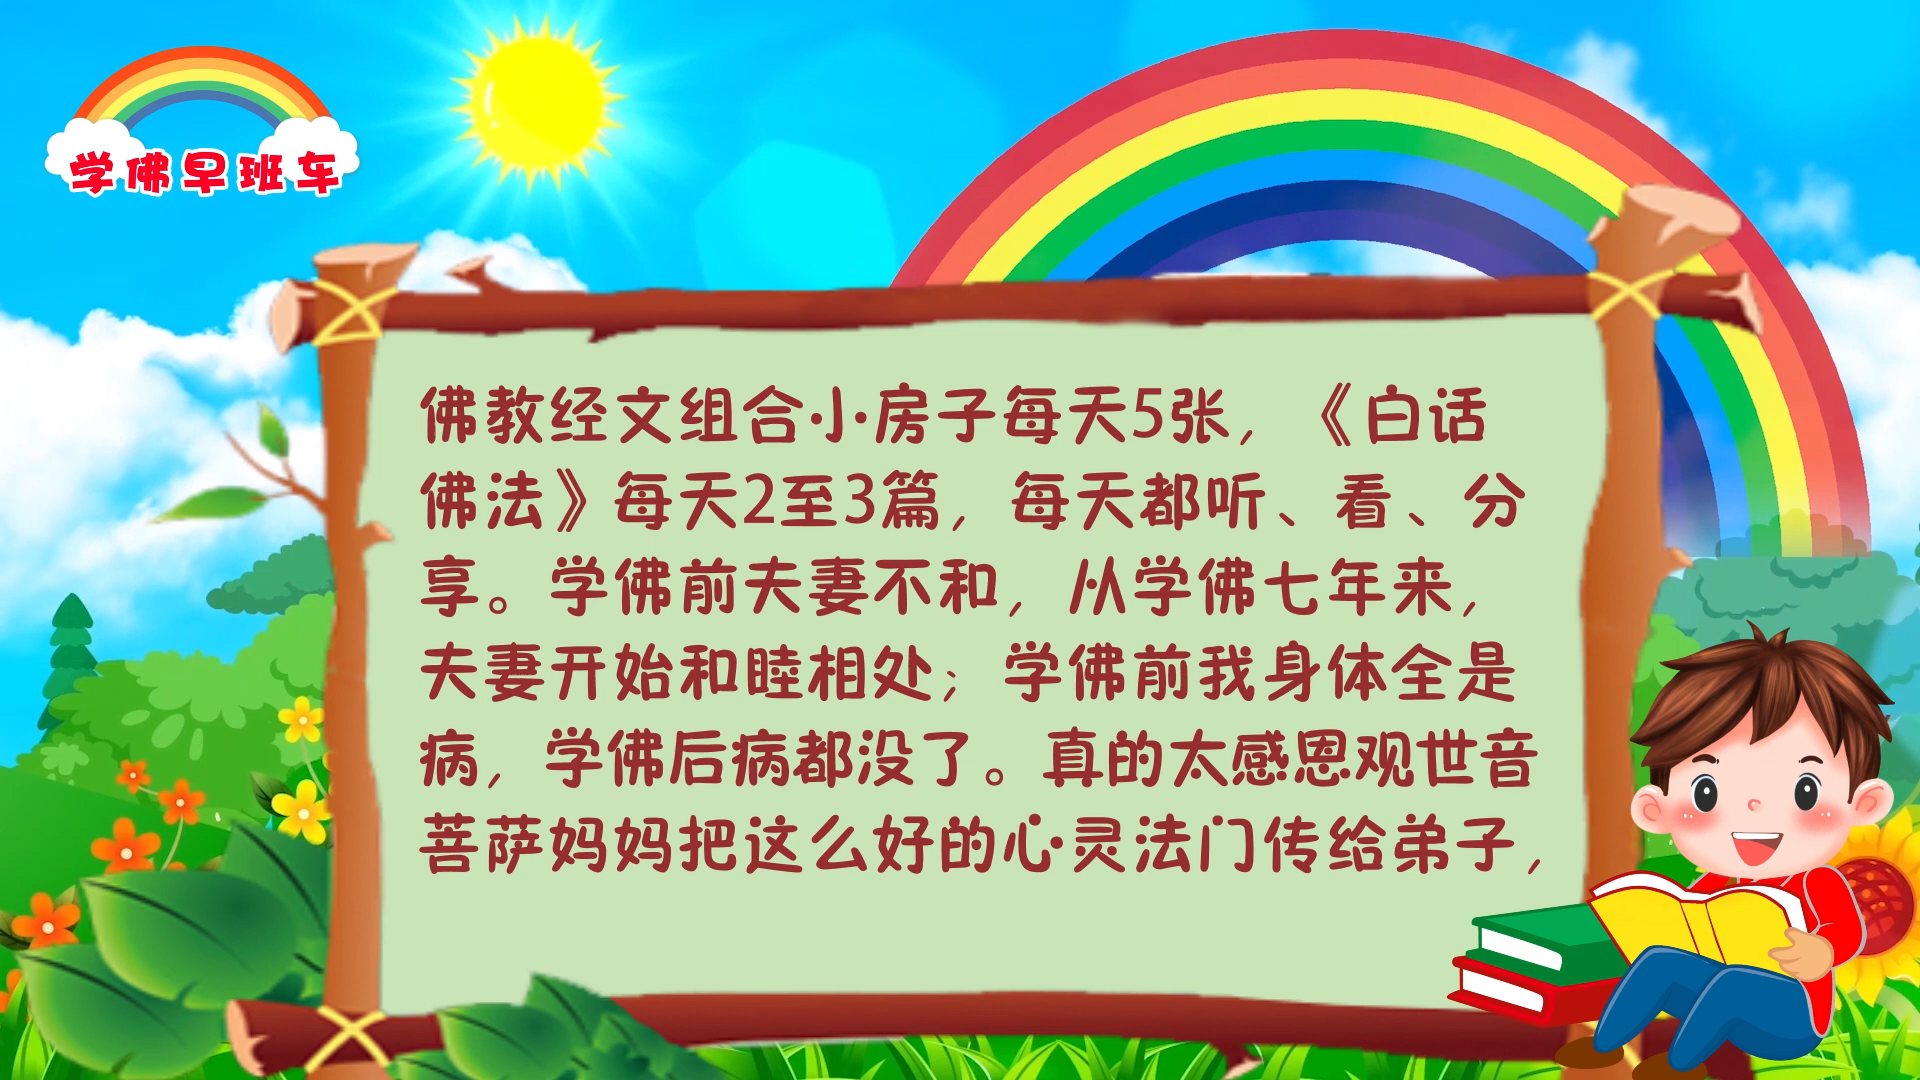 学佛早班车
佛教经文组合小房子每天5张，《白话
佛法》每天2至3篇，每天都听、看、分
享。学佛前夫妻不和，从学佛七年来，
夫妻开始和睦相处；学佛前我身体全是
病，学佛后病都没了。真的太感恩观世音
菩萨妈妈把这么好的心灵法门传给弟子，